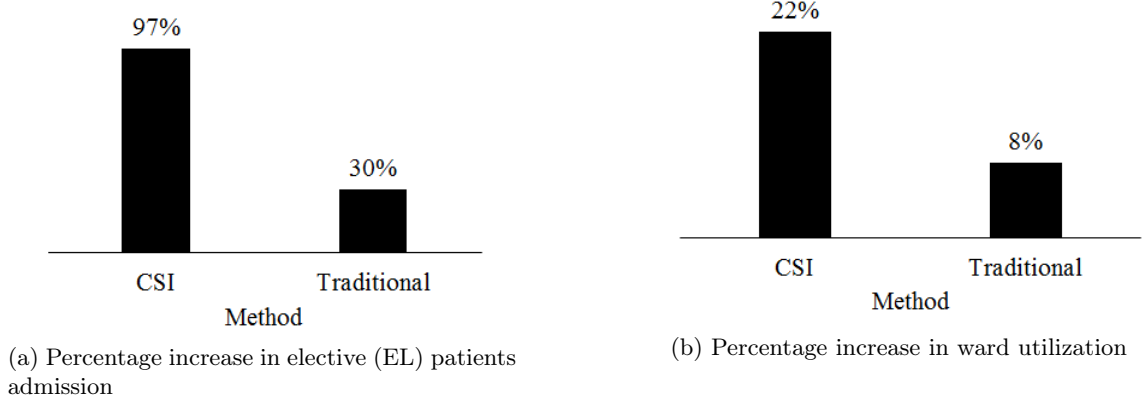 97%
30%
CSI
Traditional
Method
(a) Percentage increase in elective (EL) patients
admission
22%
8%
CSI
Traditional
Method
(b) Percentage increase in ward utilization